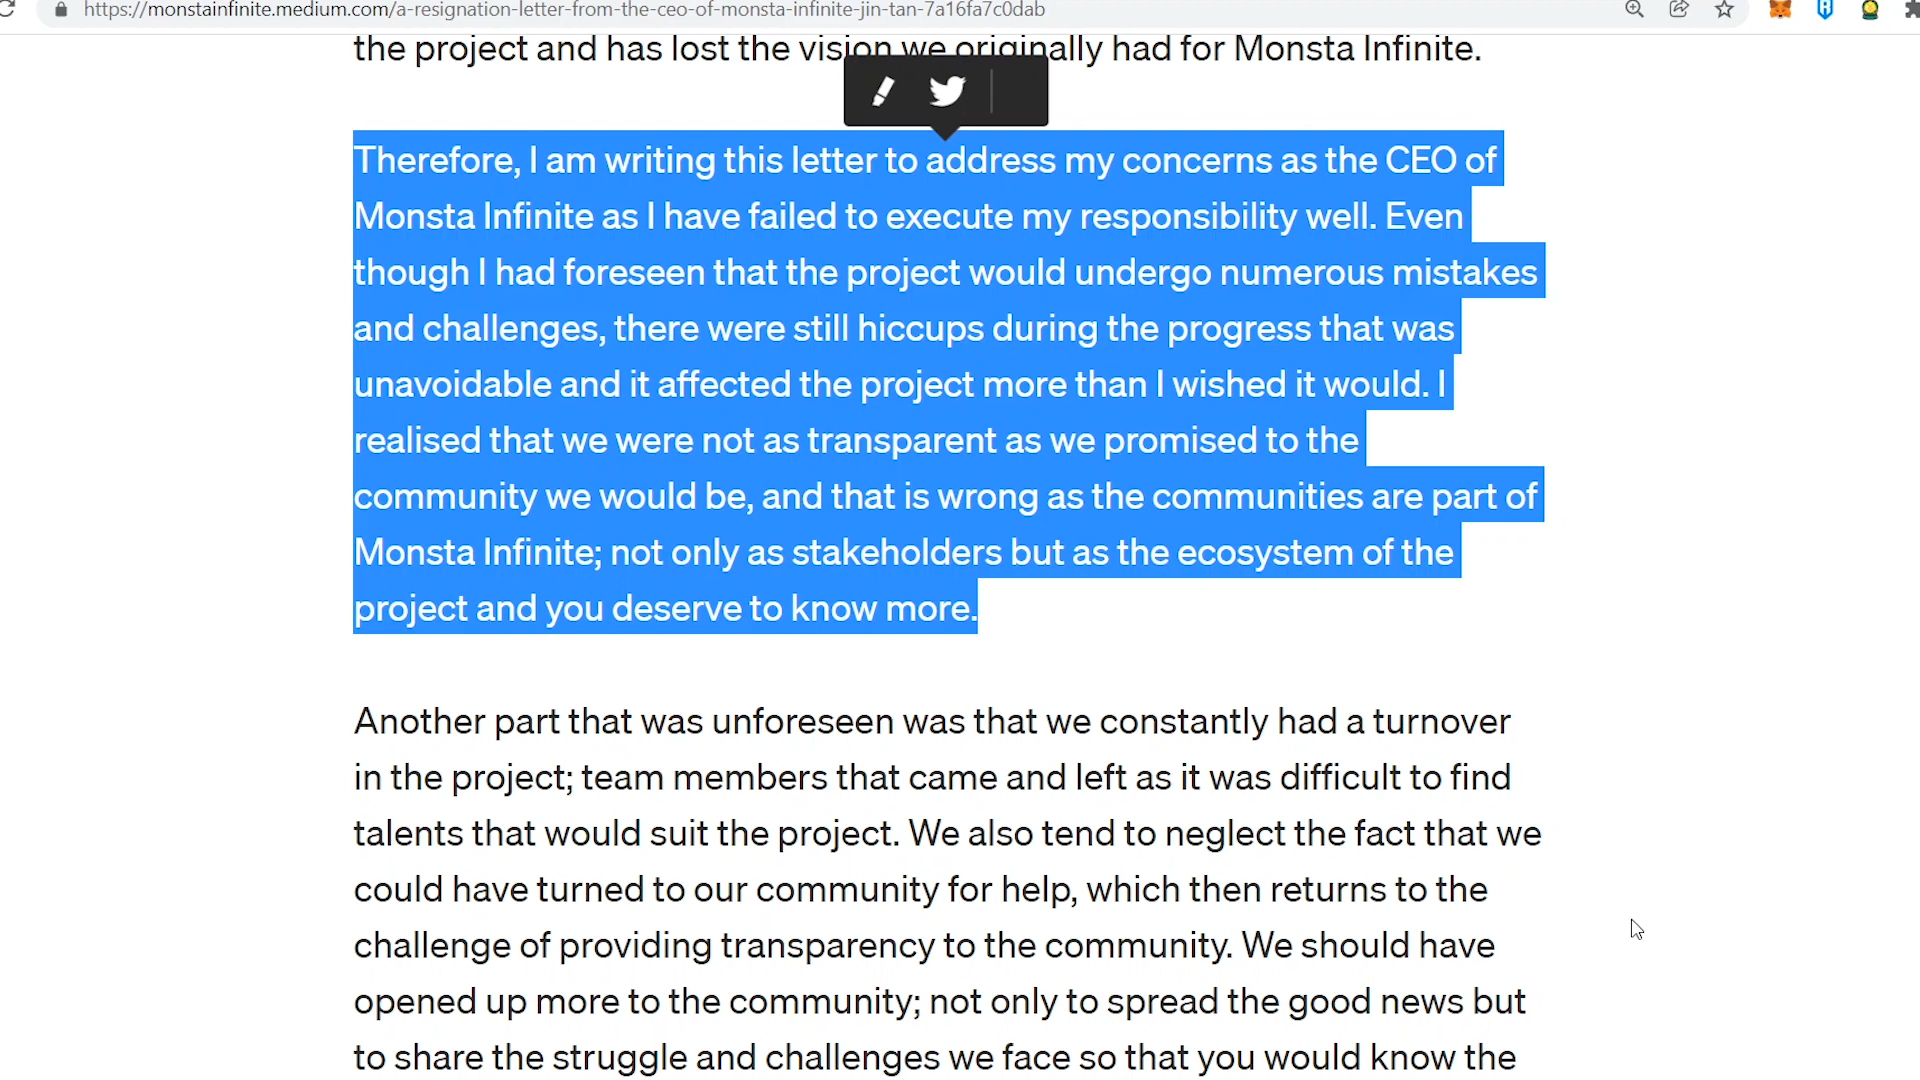 https://monstainfinite.medium.com/a-resignation-letter-from-the-ceo-of-monsta-infinite-jin-tan-7a16fa7c0dab
the project and has lost the vision we originally had for Monsta Infinite.
Therefore, I am writing this letter to address my concerns as the CEO of
Monsta Infinite as I have failed to execute my responsibility well. Even
though I had foreseen that the project would undergo numerous mistakes
and challenges, there were still hiccups during the progress that was
unavoidable and it affected the project more than I wished it would. I
realised that we were not as transparent as we promised to the
community we would be, and that is wrong as the communities are part of
Monsta Infinite; not only as stakeholders but as the ecosystem of the
project and you deserve to know more.
Another part that was unforeseen was that we constantly had a turnover
in the project; team members that came and left as it was difficult to find
talents that would suit the project. We also tend to neglect the fact that we
could have turned to our community for help, which then returns to the
challenge of providing transparency to the community. We should have
opened up more to the community; not only to spread the good news but
to share the struggle and challenges we face so that you would know the